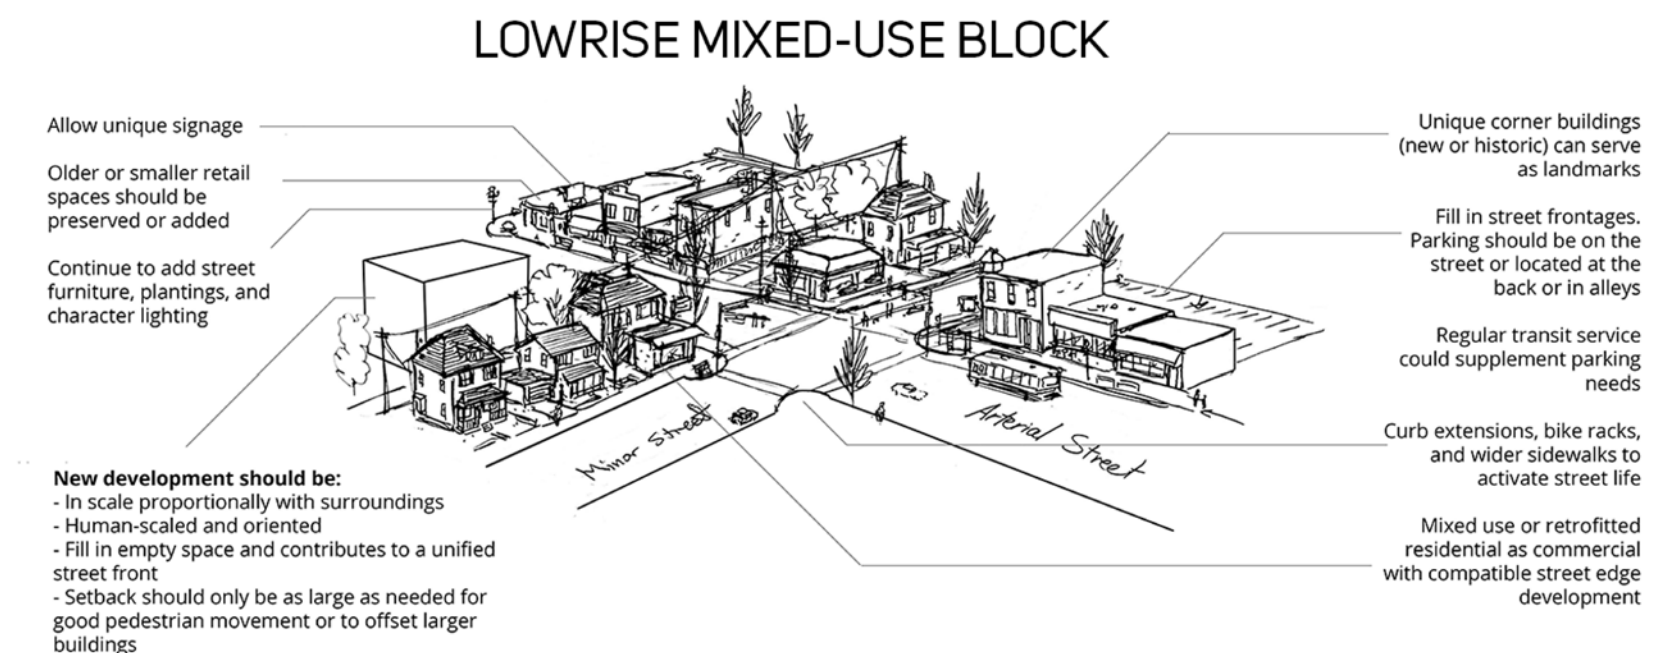 LOWRISE MIXED-USE BLOCK
Allow unique signage
Older or smaller retail
spaces should be
preserved or added
Continue to add street
furniture, plantings, and
character lighting
New development should be:
- In scale proportionally with surroundings
- Human-scaled and oriented
- Fill in empty space and contributes to a unified
street front
- Setback should only be as large as needed for
good pedestrian movement or to offset larger
buildings
Minor Street
Arterial Street
Unique corner buildings
(new or historic) can serve
as landmarks
Fill in street frontages.
Parking should be on the
street or located at the
back or in alleys
Regular transit service
could supplement parking
needs
Curb extensions, bike racks,
and wider sidewalks to
activate street life
Mixed use or retrofitted
residential as commercial
with compatible street edge
development